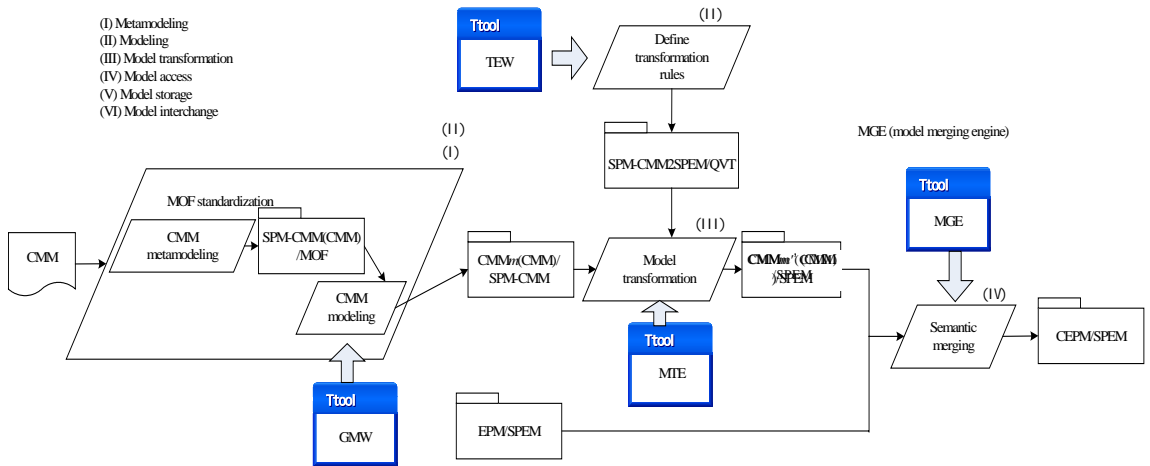 (I) Metamodeling
(II) Modeling
(III) Model transformation
(IV) Model access
(V) Model storage
(VI) Model interchange
Ttool
TEW
(II)
Define
transformation
rules
SPM-CMM2SPEM/QVT
MGE (model merging engine)
(II)
(I)
MOF standardization
CMM
CMM
metamodeling
SPM-CMM(CMM)
/MOF
CMM
modeling
Ttool
GMW
CMMm(CMM)/
SPM-CMM
(III)
Model
transformation
Ttool
MTE
CMMm'(CMM)
/SPEM
Ttool
MGE
(IV)
Semantic
merging
CEPM/SPEM
EPM/SPEM